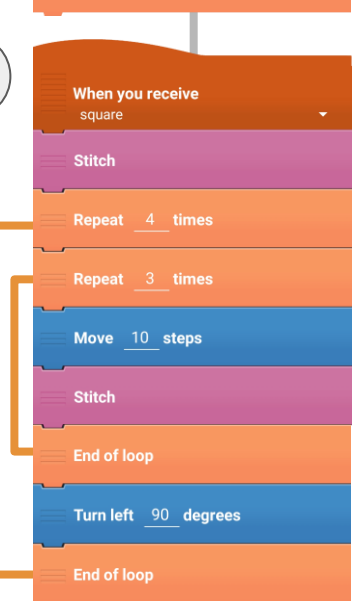 When you receive
square
Stitch
Repeat 4 times
Repeat 3 times
Move 10 steps
Stitch
End of loop
Turn left 90 degrees
End of loop